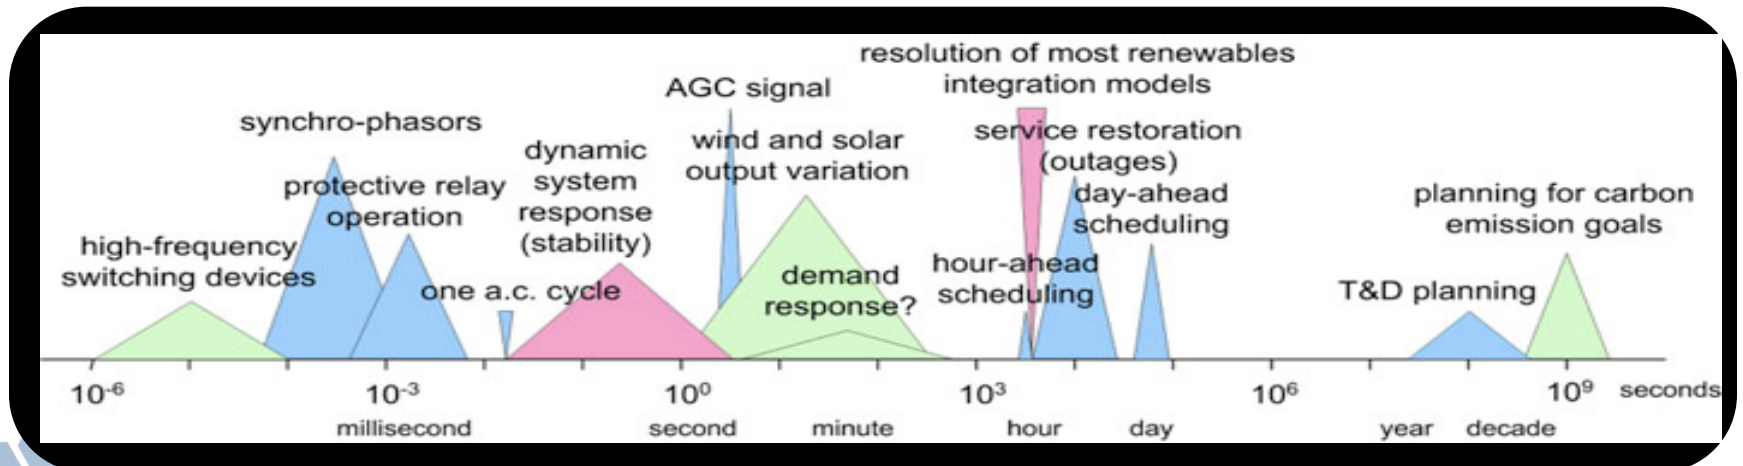 resolution of most renewables
integration models
AGC signal
synchro-phasors
wind and solar
output variation
service restoration
(outages)
dynamic
system
response
(stability)
protective relay
operation
day-ahead
scheduling
planning for carbon
emission goals
high-frequency
switching devices
one a.c. cycle
demand
response?
hour-ahead
scheduling
T&D planning
10⁻⁶ 10⁻³ 10⁰ 10³ 10⁶ 10⁹ seconds
millisecond second minute hour day year decade